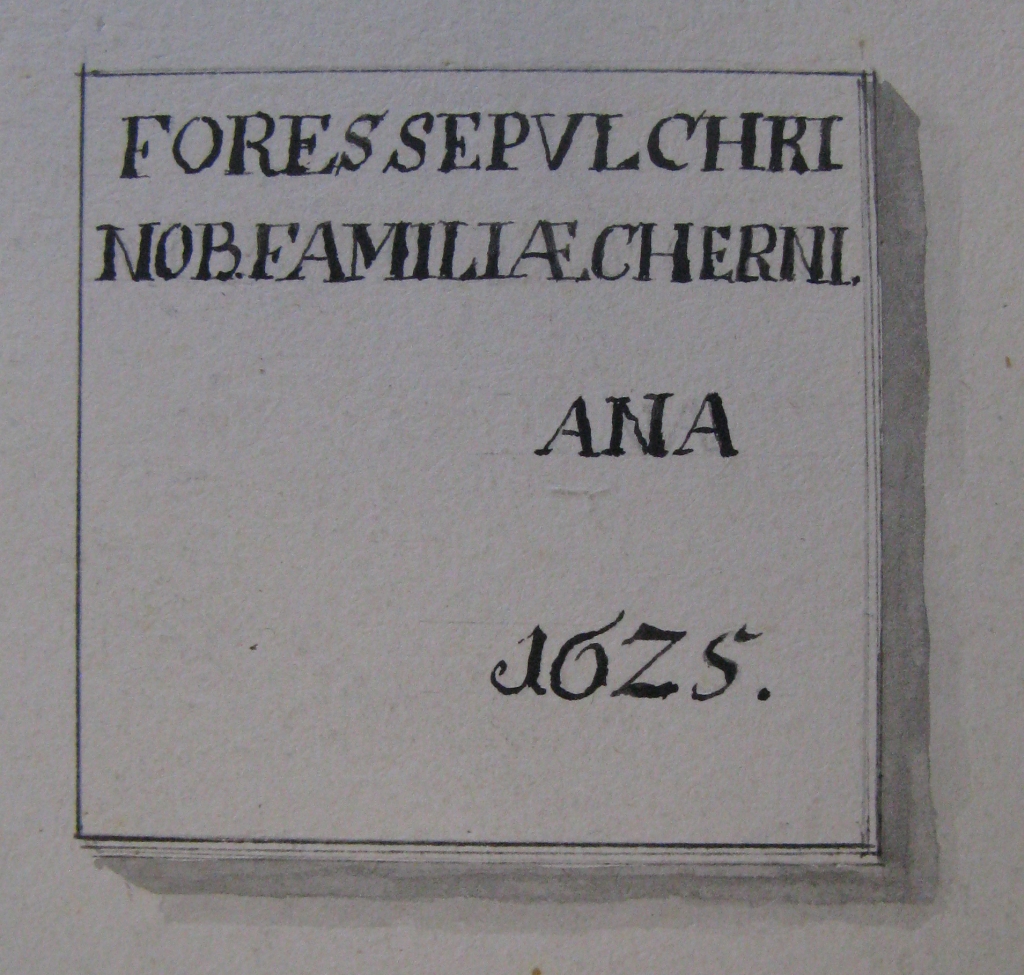 FORES SEPVLCHRI
NOB. FAMILIÆ CHERNI.
ANA
1625.